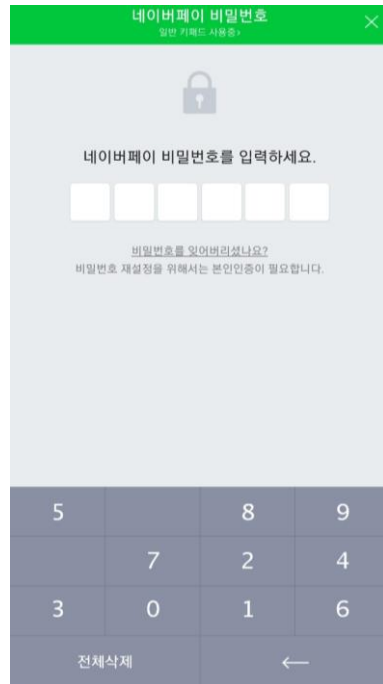 네이버페이 비밀번호
일반 키패드 사용중›
네이버페이 비밀번호를 입력하세요.
비밀번호를 잊어버리셨나요?
비밀번호 재설정을 위해서는 본인인증이 필요합니다.
5 8 9
7 2 4
3 0 1 6
전체삭제 ←